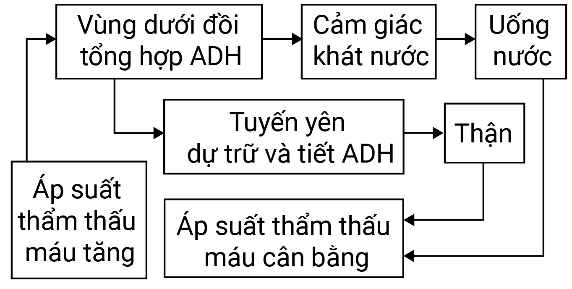 Vùng dưới đồi
tổng hợp ADH
Cảm giác
khát nước
Uống
nước
Tuyến yên
dự trữ và tiết ADH
Thận
Áp suất
thẩm thấu
máu tăng
Áp suất thẩm thấu
máu cân bằng